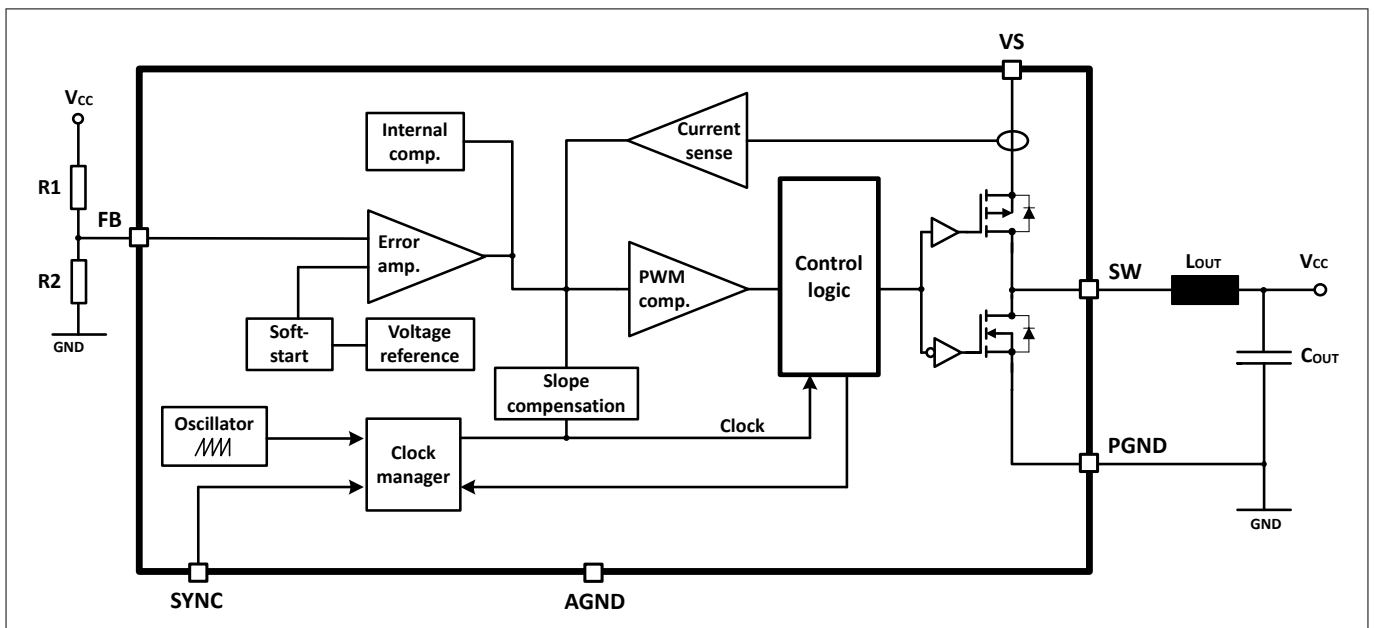 VS
VCC
Internal
comp.
Current
sense
R1
FB
Error
amp.
R2
PWM
comp.
Control
logic
SW
LOUT
VCC
GND
Soft-
start
Voltage
reference
COUT
Slope
compensation
Oscillator
Clock
manager
Clock
PGND
GND
SYNC
AGND